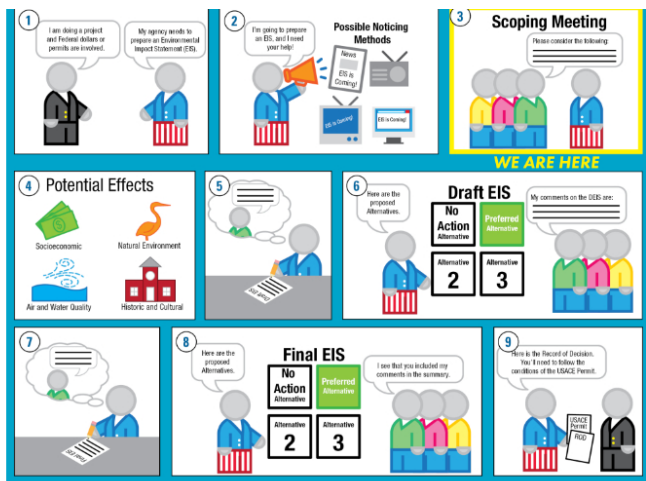 1
I am doing a project
and Federal dollars or
permits are involved.
My agency needs to
prepare an Environmental
Impact Statement (EIS).
2
I'm going to prepare
an EIS, and I need
your help!
Possible Noticing
Methods
News
EIS is
Coming!
EIS is Coming!
EIS is Coming!
3
Scoping Meeting
Please consider the following:
WE ARE HERE
4
Potential Effects
Socioeconomic
Natural Environment
Air and Water Quality
Historic and Cultural
5
Draft EIS
6
Here are the
proposed
Alternatives.
Draft EIS
No
Action
Alternative
Preferred
Alternative
Alternative
2
Alternative
3
My comments on the DEIS are:
7
Final EIS
8
Here are the
proposed
Alternatives.
Final EIS
No
Action
Alternative
Preferred
Alternative
Alternative
2
Alternative
3
I see that you included my
comments in the summary.
9
Here is the Record of Decision.
You'll need to follow the
conditions of the USACE Permit.
USACE
Permit
ROD